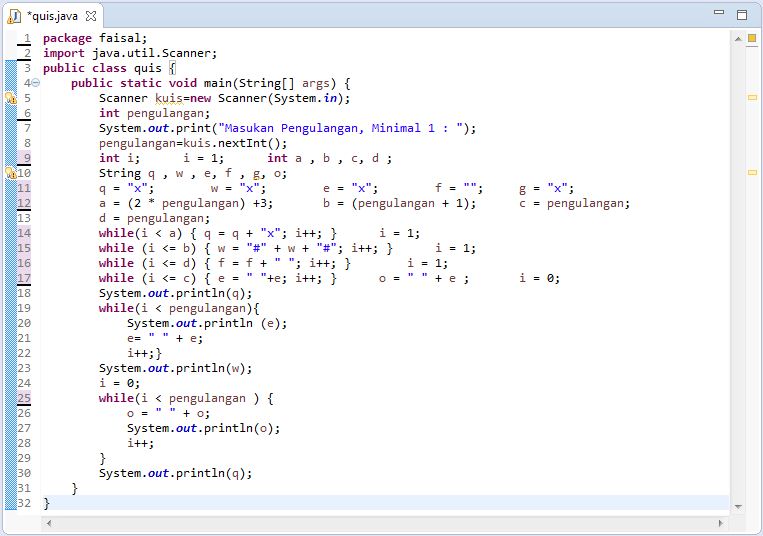 *quis.java
1 package faisal;
2 import java.util.Scanner;
3 public class quis {
4     public static void main(String[] args) {
5         Scanner kuis=new Scanner(System.in);
6         int pengulangan;
7         System.out.print("Masukan Pengulangan, Minimal 1 : ");
8         pengulangan=kuis.nextInt();
9         int i;      i = 1;      int a , b , c, d ;
10         String q , w , e, f , g, o;
11         q = "x";        w = "x";        e = "x";        f = "";     g = "x";
12         a = (2 * pengulangan) +3;       b = (pengulangan + 1);      c = pengulangan;
13         d = pengulangan;
14         while(i < a) { q = q + "x"; i++; }      i = 1;
15         while (i <= b) { w = "#" + w + "#"; i++; }      i = 1;
16         while (i <= d) { f = f + " "; i++; }        i = 1;
17         while (i <= c) { e = " "+e; i++; }      o = " " + e ;       i = 0;
18         System.out.println(q);
19         while(i < pengulangan){
20             System.out.println (e);
21             e= " " + e;
22             i++;}
23         System.out.println(w);
24         i = 0;
25         while(i < pengulangan ) {
26             o = " " + o;
27             System.out.println(o);
28             i++;
29         }
30         System.out.println(q);
31     }
32 }